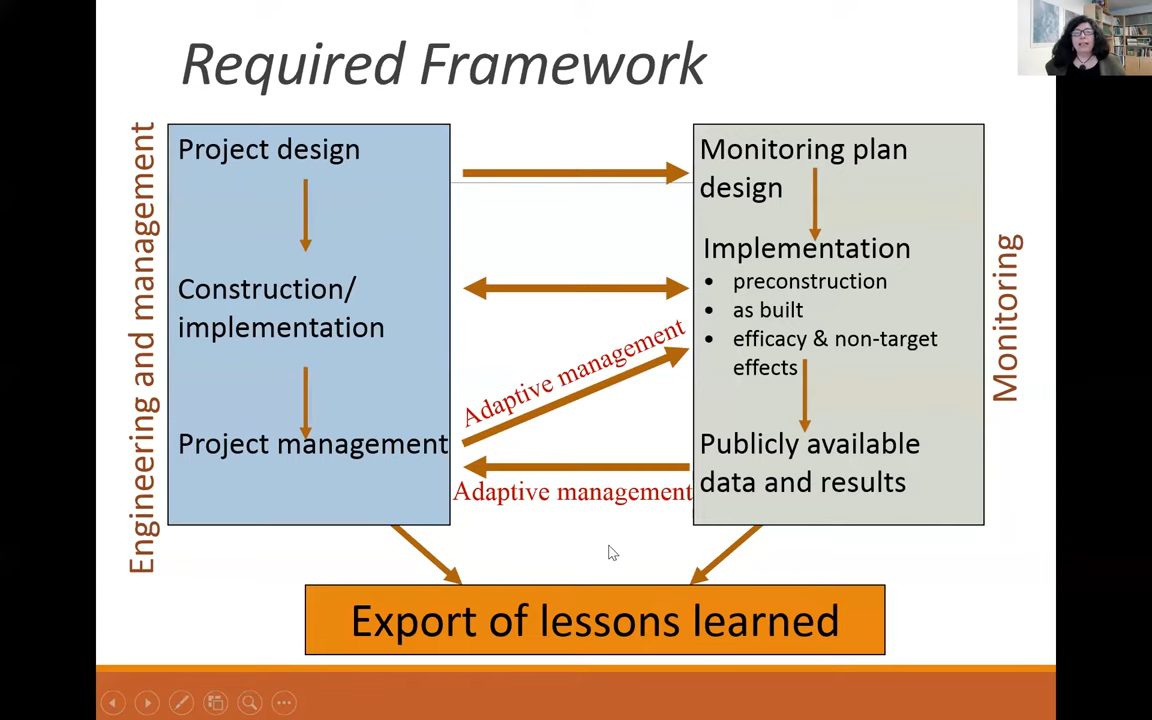 Required Framework
Engineering and management
Project design
Construction/
implementation
Project management
Adaptive management
Adaptive management
Monitoring plan
design
Implementation
• preconstruction
• as built
• efficacy & non-target
effects
Publicly available
data and results
Monitoring
Export of lessons learned